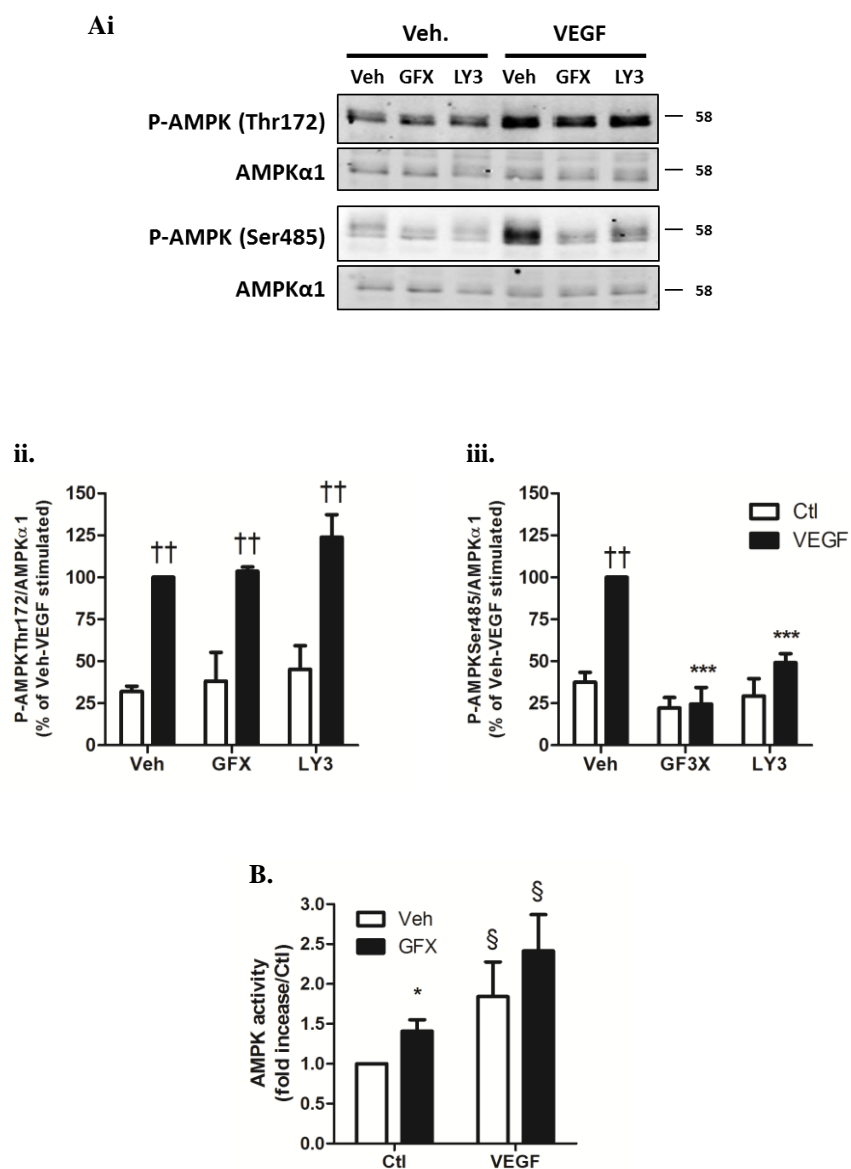 Ai
Veh. VEGF
Veh GFX LY3 Veh GFX LY3
P-AMPK (Thr172) 58
AMPKα1 58
P-AMPK (Ser485) 58
AMPKα1 58
ii.
P-AMPKThr172/AMPKα1
(% of Veh-VEGF stimulated)
150
125
100
75
50
25
0
†† †† ††
Veh GFX LY3
iii.
P-AMPKSer485/AMPKα1
(% of Veh-VEGF stimulated)
150
125
100
75
50
25
0
Ctl
VEGF
†† *** ***
Veh GF3X LY3
B.
AMPK activity
(fold incease/Ctl)
3.0
2.5
2.0
1.5
1.0
0.5
0.0
Veh
GFX
* § §
Ctl VEGF